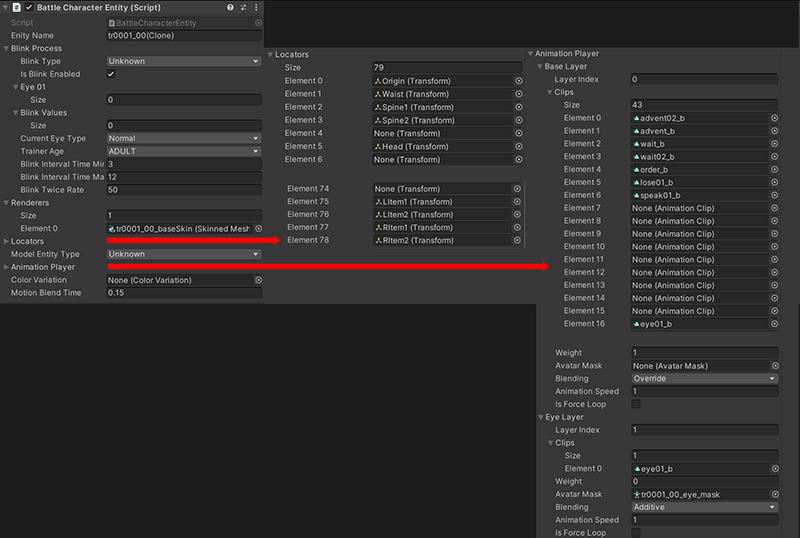 Battle Character Entity (Script)
Script BattleCharacterEntity
Enity Name tr0001_00(Clone)
Blink Process
Blink Type Unknown
Is Blink Enabled
Eye 01
Size 0
Blink Values
Size 0
Current Eye Type Normal
Trainer Age ADULT
Blink Interval Time Mir 3
Blink Interval Time Ma 12
Blink Twice Rate 50
Renderers
Size 1
Element 0 tr0001_00_baseSkin (Skinned Mesh
Locators
Model Entity Type Unknown
Animation Player
Color Variation None (Color Variation)
Motion Blend Time 0.15
Locators
Size 79
Element 0 Origin (Transform)
Element 1 Waist (Transform)
Element 2 Spine1 (Transform)
Element 3 Spine2 (Transform)
Element 4 None (Transform)
Element 5 Head (Transform)
Element 6 None (Transform)
Element 74 None (Transform)
Element 75 LItem1 (Transform)
Element 76 LItem2 (Transform)
Element 77 RItem1 (Transform)
Element 78 RItem2 (Transform)
Animation Player
Base Layer
Layer Index 0
Clips
Size 43
Element 0 advent02_b
Element 1 advent_b
Element 2 wait_b
Element 3 wait02_b
Element 4 order_b
Element 5 lose01_b
Element 6 speak01_b
Element 7 None (Animation Clip)
Element 8 None (Animation Clip)
Element 9 None (Animation Clip)
Element 10 None (Animation Clip)
Element 11 None (Animation Clip)
Element 12 None (Animation Clip)
Element 13 None (Animation Clip)
Element 14 None (Animation Clip)
Element 15 None (Animation Clip)
Element 16 eye01_b
Weight 1
Avatar Mask None (Avatar Mask)
Blending Override
Animation Speed 1
Is Force Loop
Eye Layer
Layer Index 1
Clips
Size 1
Element 0 eye01_b
Weight 0
Avatar Mask tr0001_00_eye_mask
Blending Additive
Animation Speed 1
Is Force Loop